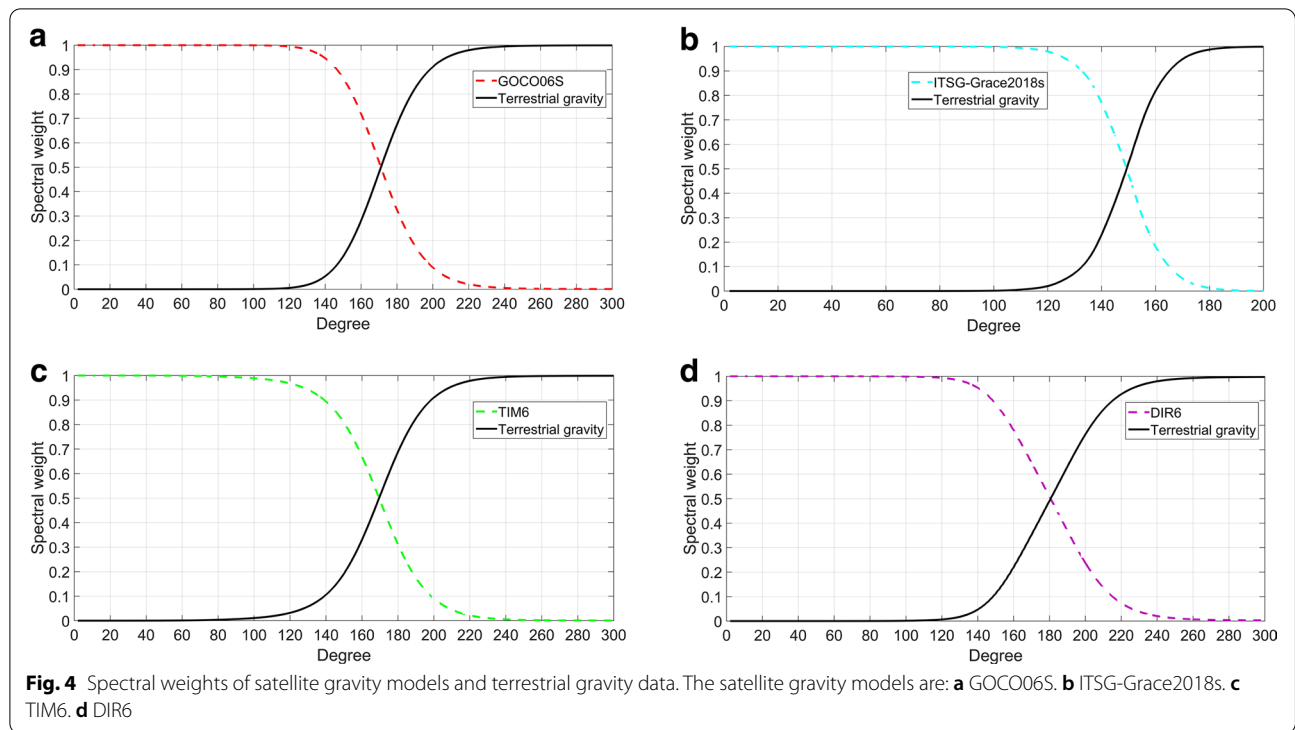 a
1
0.9
0.8
0.7
0.6
0.5
0.4
0.3
0.2
0.1
0
Spectral weight
GOCO06S
Terrestrial gravity
0 20 40 60 80 100 120 140 160 180 200 220 240 260 280 300
Degree
b
1
0.9
0.8
0.7
0.6
0.5
0.4
0.3
0.2
0.1
0
Spectral weight
ITSG-Grace2018s
Terrestrial gravity
0 20 40 60 80 100 120 140 160 180 200
Degree
c
1
0.9
0.8
0.7
0.6
0.5
0.4
0.3
0.2
0.1
0
Spectral weight
TIM6
Terrestrial gravity
0 20 40 60 80 100 120 140 160 180 200 220 240 260 280 300
Degree
d
1
0.9
0.8
0.7
0.6
0.5
0.4
0.3
0.2
0.1
0
Spectral weight
DIR6
Terrestrial gravity
0 20 40 60 80 100 120 140 160 180 200 220 240 260 280 300
Degree
Fig. 4 Spectral weights of satellite gravity models and terrestrial gravity data. The satellite gravity models are: a GOCO06S. b ITSG-Grace2018s. c
TIM6. d DIR6